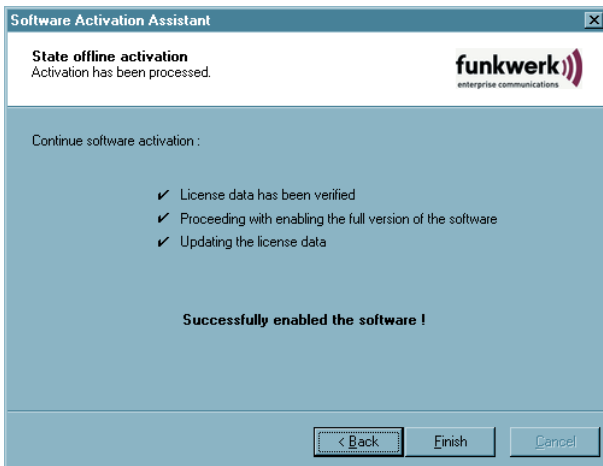 Software Activation Assistant
State offline activation
Activation has been processed.
funkwerk
enterprise communications
Continue software activation :
✔ License data has been verified
✔ Proceeding with enabling the full version of the software
✔ Updating the license data
Successfully enabled the software !
< Back
Finish
Cancel